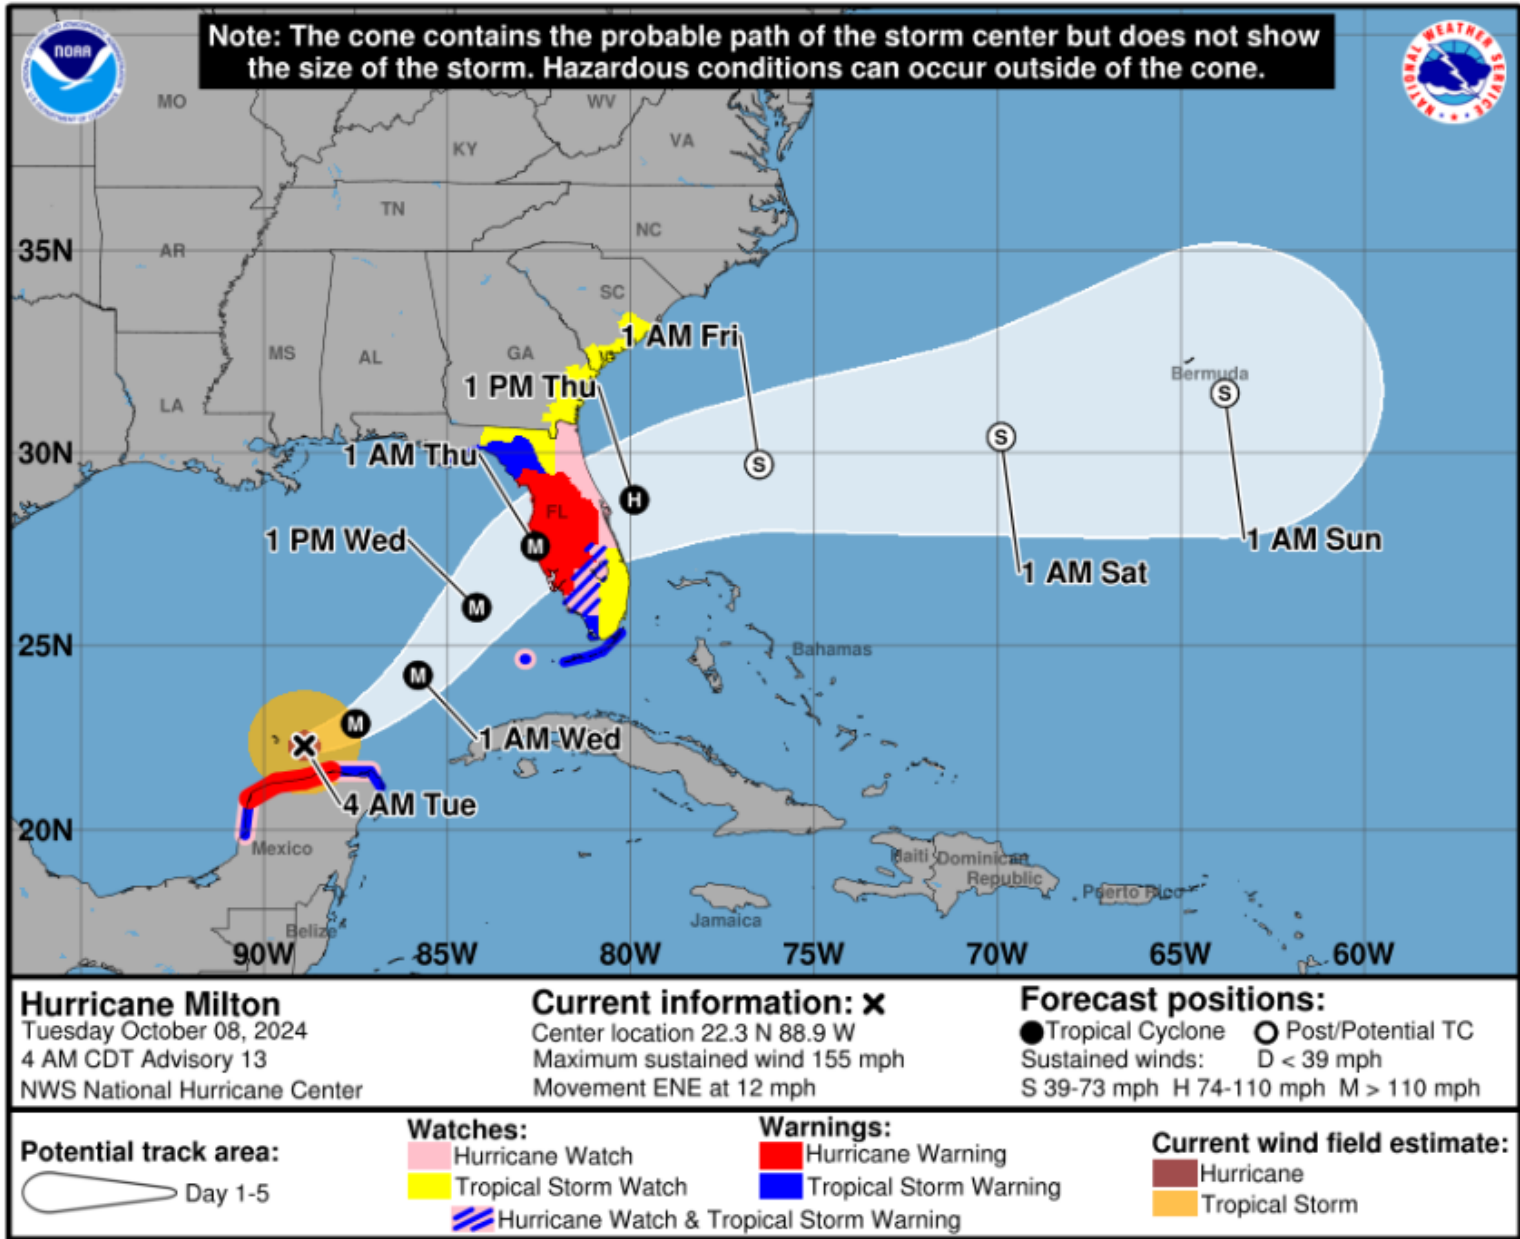 Note: The cone contains the probable path of the storm center but does not show
the size of the storm. Hazardous conditions can occur outside of the cone.
NOAA
NATIONAL WEATHER SERVICE
MO
WV
KY
VA
TN
NC
35N
AR
SC
1 AM Fri
MS
AL
GA
Bermuda
1 PM Thu
LA
S
S
30N
1 AM Thu
S
H
FL
1 PM Wed
M
1 AM Sun
1 AM Sat
M
25N
Bahamas
M
M
1 AM Wed
4 AM Tue
20N
Mexico
Haiti
Dominican
Republic
Puerto Rico
Jamaica
Belize
90W
85W
80W
75W
70W
65W
60W
Hurricane Milton
Tuesday October 08, 2024
4 AM CDT Advisory 13
NWS National Hurricane Center
Current information: ✖
Center location 22.3 N 88.9 W
Maximum sustained wind 155 mph
Movement ENE at 12 mph
Forecast positions:
Tropical Cyclone Post/Potential TC
Sustained winds: D < 39 mph
S 39-73 mph H 74-110 mph M > 110 mph
Potential track area:
Day 1-5
Watches:
Hurricane Watch
Tropical Storm Watch
Warnings:
Hurricane Warning
Tropical Storm Warning
Hurricane Watch & Tropical Storm Warning
Current wind field estimate:
Hurricane
Tropical Storm